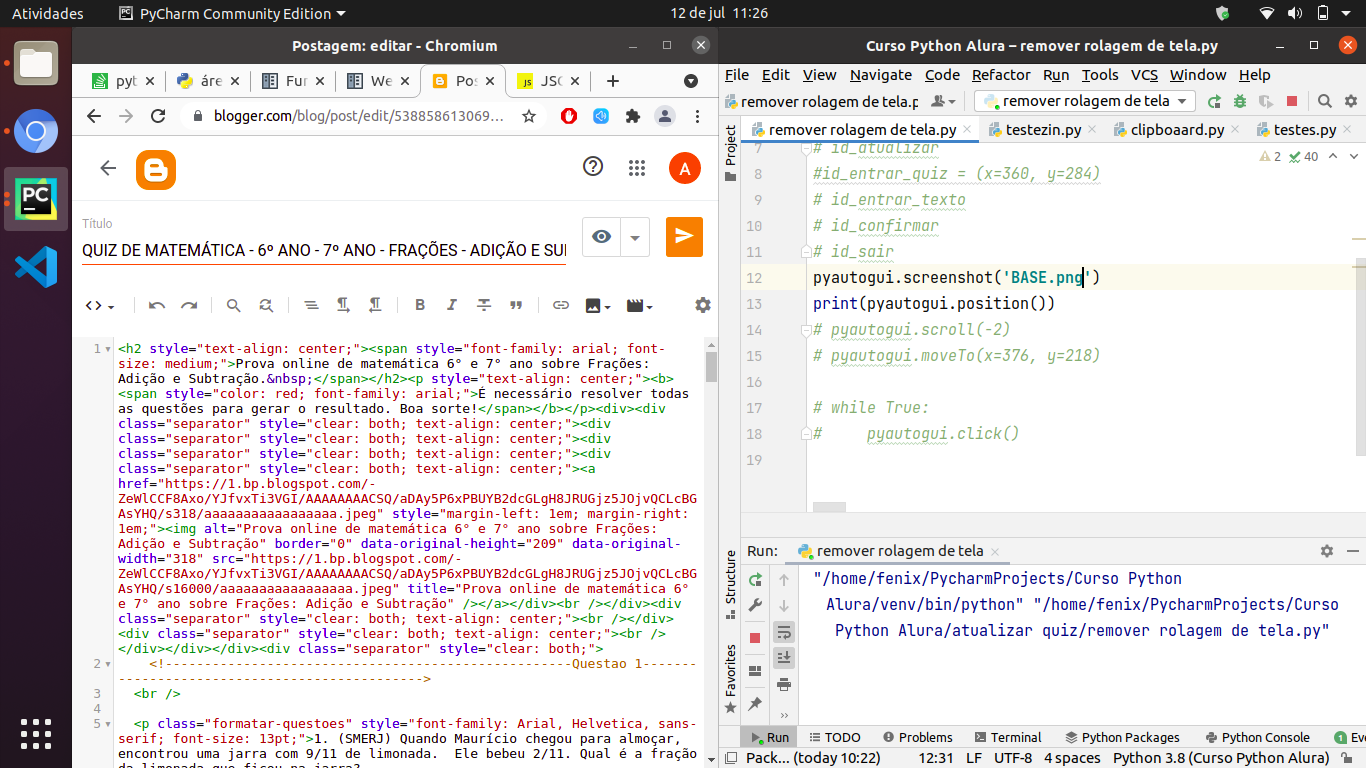 Atividades
PyCharm Community Edition
12 de jul 11:26
Postagem: editar - Chromium
pyt
áre
Fur
We
Pos
JSC
blogger.com/blog/post/edit/538858613069...
A
Título
QUIZ DE MATEMÁTICA - 6º ANO - 7º ANO - FRAÇÕES - ADIÇÃO E SUI
B I
1 <h2 style="text-align: center;"><span style="font-family: arial; font-
size: medium;">Prova online de matemática 6° e 7° ano sobre Frações:
Adição e Subtração.&nbsp;</span></h2><p style="text-align: center;"><b>
<span style="color: red; font-family: arial;">É necessário resolver todas
as questões para gerar o resultado. Boa sorte!</span></b></p><div><div
class="separator" style="clear: both; text-align: center;"><div
class="separator" style="clear: both; text-align: center;"><div
class="separator" style="clear: both; text-align: center;"><div
class="separator" style="clear: both; text-align: center;"><a
href="https://1.bp.blogspot.com/-
ZeWlCCF8Axo/YJfvxTi3VGI/AAAAAAAACSQ/aDAy5P6xPBUYB2dcGLgH8JRUGjz5JOjvQCLcBG
AsYHQ/s318/aaaaaaaaaaaaaaaaa.jpeg" style="margin-left: 1em; margin-right:
1em;"><img alt="Prova online de matemática 6° e 7° ano sobre Frações:
Adição e Subtração" border="0" data-original-height="209" data-original-
width="318" src="https://1.bp.blogspot.com/-
ZeWlCCF8Axo/YJfvxTi3VGI/AAAAAAAACSQ/aDAy5P6xPBUYB2dcGLgH8JRUGjz5JOjvQCLcBG
AsYHQ/s16000/aaaaaaaaaaaaaaaaa.jpeg" title="Prova online de matemática 6°
e 7° ano sobre Frações: Adição e Subtração" /></a></div><br /></div><div
class="separator" style="clear: both; text-align: center;"><br /></div>
<div class="separator" style="clear: both; text-align: center;"><br />
</div></div></div><div class="separator" style="clear: both;">
2 <!----------------------------------------------------Questao 1-------
---------------------------------------->
3 <br />
4
5 <p class="formatar-questoes" style="font-family: Arial, Helvetica, sans-
serif; font-size: 13pt;">1. (SMERJ) Quando Maurício chegou para almoçar,
encontrou uma jarra com 9/11 de limonada. Ele bebeu 2/11. Qual é a fração
da limonada que ficou na jarra?
Curso Python Alura – remover rolagem de tela.py
File Edit View Navigate Code Refactor Run Tools VCS Window Help
remover rolagem de tela.p
remover rolagem de tela
remover rolagem de tela.py
testezin.py
clipboaard.py
testes.py
Project
2 40
7 # id_atualizar
8 #id_entrar_quiz = (x=360, y=284)
9 # id_entrar_texto
10 # id_confirmar
11 # id_sair
12 pyautogui.screenshot('BASE.png')
13 print(pyautogui.position())
14 # pyautogui.scroll(-2)
15 # pyautogui.moveTo(x=376, y=218)
16
17 # while True:
18 #     pyautogui.click()
19
Structure
Favorites
Run: remover rolagem de tela
"/home/fenix/PycharmProjects/Curso Python
Alura/venv/bin/python" "/home/fenix/PycharmProjects/Curso
Python Alura/atualizar quiz/remover rolagem de tela.py"
Run TODO Problems Terminal Python Packages Python Console 1 Eve
Pack... (today 10:22) 12:31 LF UTF-8 4 spaces Python 3.8 (Curso Python Alura)